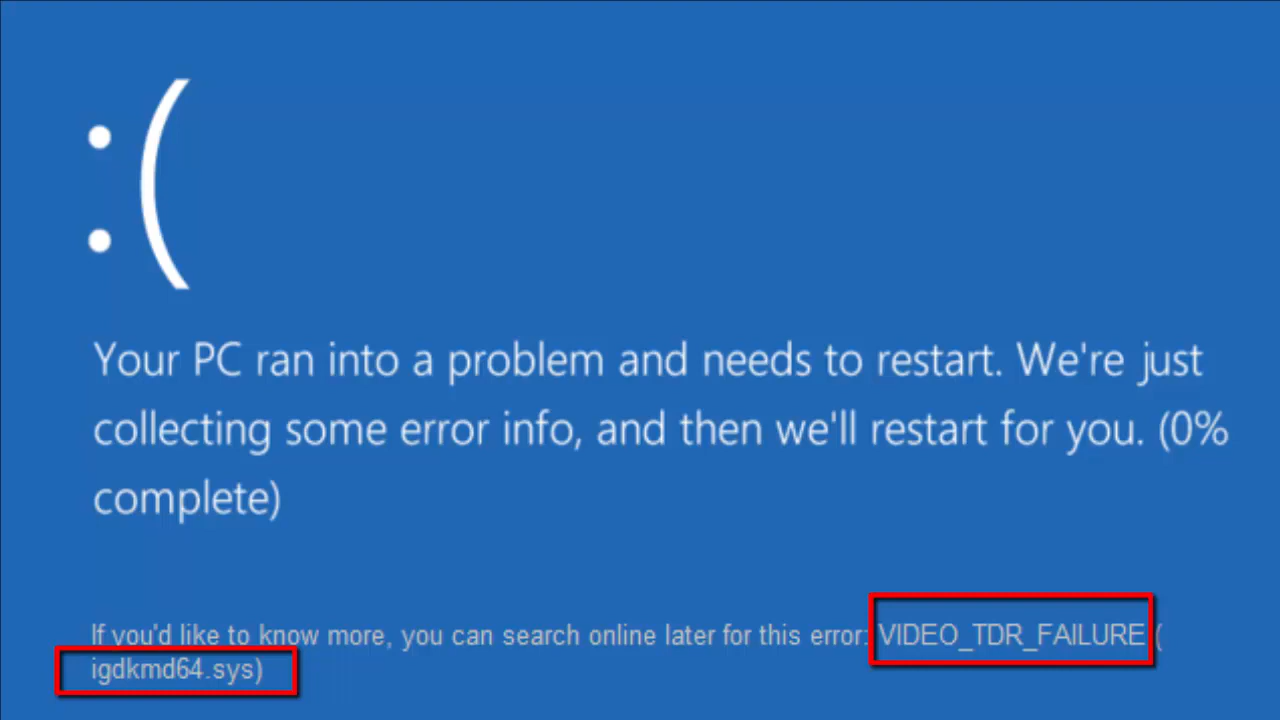 :(
Your PC ran into a problem and needs to restart. We're just
collecting some error info, and then we'll restart for you. (0%
complete)
If you'd like to know more, you can search online later for this error: VIDEO_TDR_FAILURE (
igdkmd64.sys)